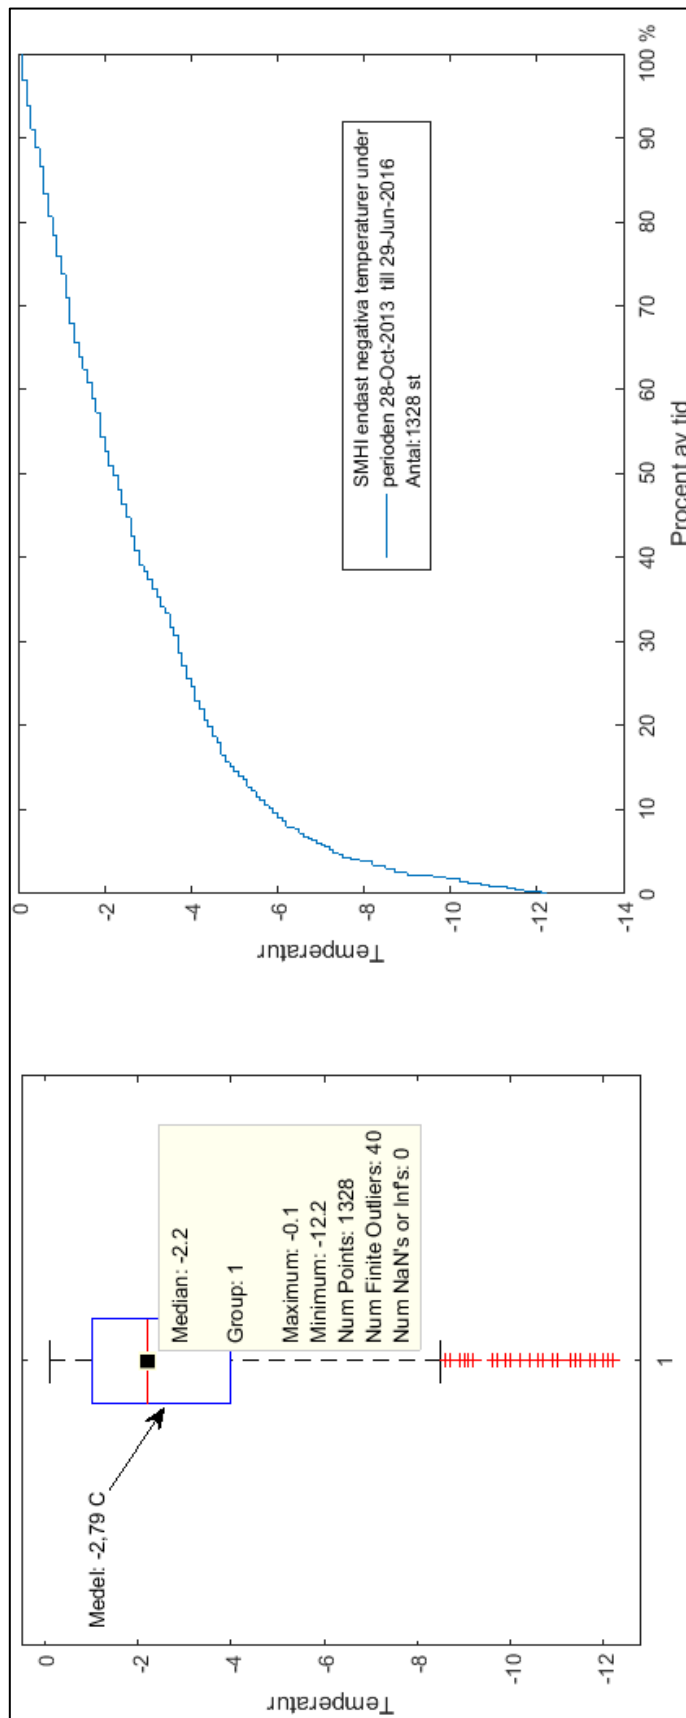 0
-2
-4
-6
-8
-10
-12
Temperatur
1
Medel: -2,79 C
Median: -2.2
Group: 1
Maximum: -0.1
Minimum: -12.2
Num Points: 1328
Num Finite Outliers: 40
Num NaN's or Inf's: 0
0
-2
-4
-6
-8
-10
-12
-14
Temperatur
0
10
20
30
40
50
60
70
80
90
100 %
Procent av tid
SMHI endast negativa temperaturer under
perioden 28-Oct-2013 till 29-Jun-2016
Antal:1328 st